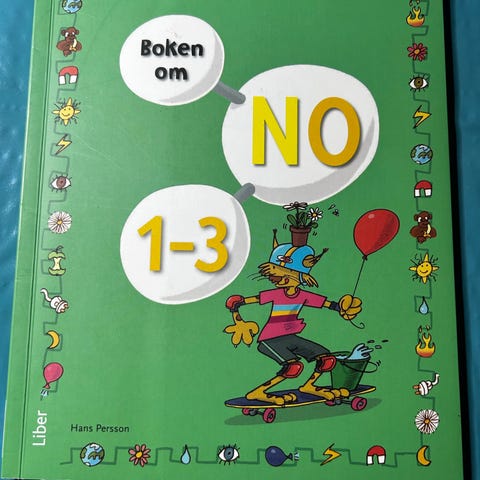 Boken
om
NO
1-3
Hans Persson
Liber